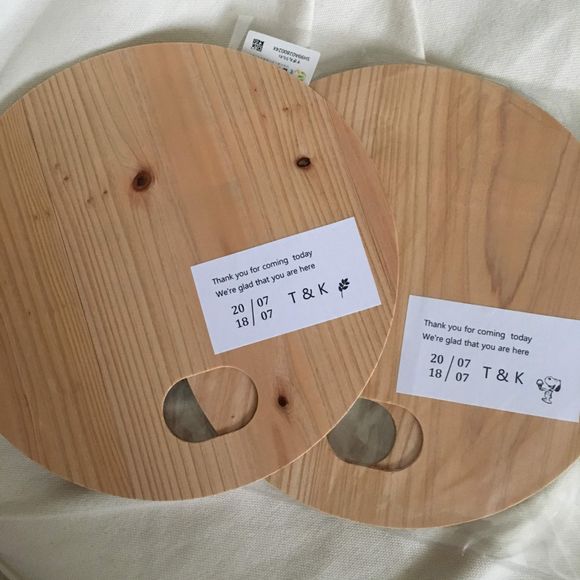 SH99AD280024X
Thank you for coming today
We're glad that you are here
20 | 07
18 | 07
T & K
Thank you for coming today
We're glad that you are here
20 | 07
18 | 07
T & K